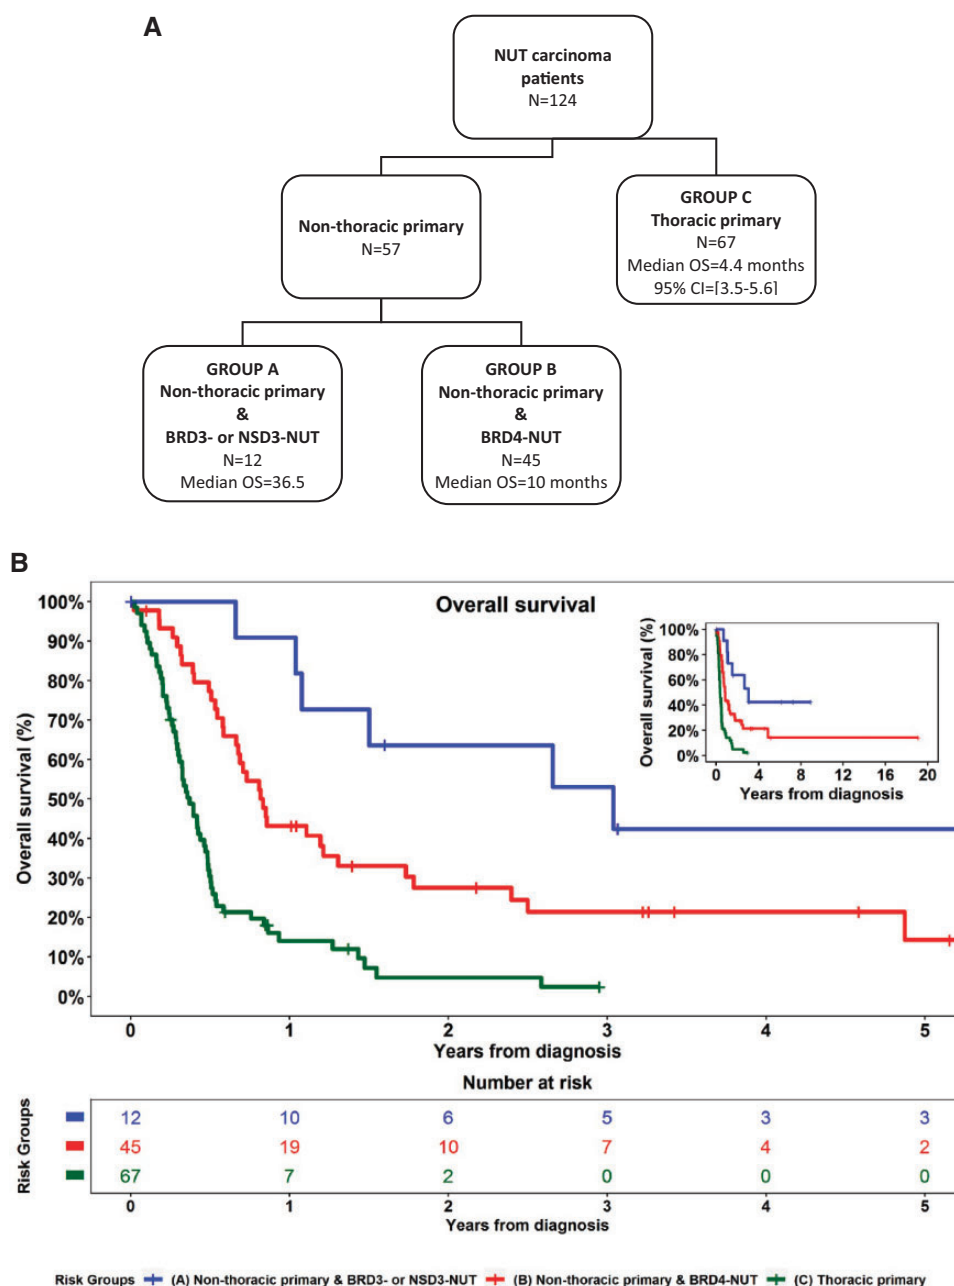 A
NUT carcinoma
patients
N=124
Non-thoracic primary
N=57
GROUP C
Thoracic primary
N=67
Median OS=4.4 months
95% CI=[3.5-5.6]
GROUP A
Non-thoracic primary
&
BRD3- or NSD3-NUT
N=12
Median OS=36.5
GROUP B
Non-thoracic primary
&
BRD4-NUT
N=45
Median OS=10 months
B
Overall survival
Overall survival (%)
100%
90%
80%
70%
60%
50%
40%
30%
20%
10%
0%
0 1 2 3 4 5
Years from diagnosis
Overall survival (%)
100%
80%
60%
40%
20%
0%
0 4 8 12 16 20
Years from diagnosis
Number at risk
Risk Groups
12 10 6 5 3 3
45 19 10 7 4 2
67 7 2 0 0 0
0 1 2 3 4 5
Years from diagnosis
Risk Groups (A) Non-thoracic primary & BRD3- or NSD3-NUT (B) Non-thoracic primary & BRD4-NUT (C) Thoracic primary